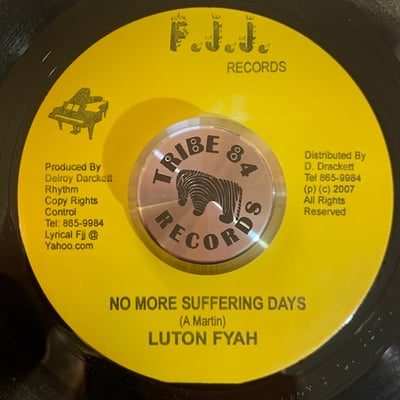 F.J.J.
RECORDS
Produced By
Delroy Darckett
Rhythm
Copy Rights
Control
Tel: 865-9984
Lyrical Fjj @
Yahoo.com
TRIBE 84
RECORDS
Distributed By
D. Drackett
Tel 865-9984
(p) (c) 2007
All Rights
Reserved
NO MORE SUFFERING DAYS
(A Martin)
LUTON FYAH